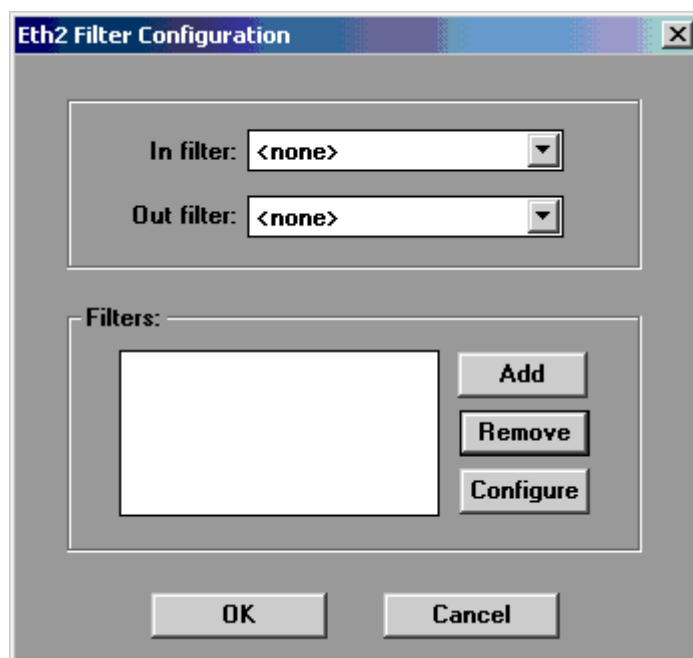 Eth2 Filter Configuration
In filter: <none>
Out filter: <none>
Filters:
Add
Remove
Configure
OK Cancel